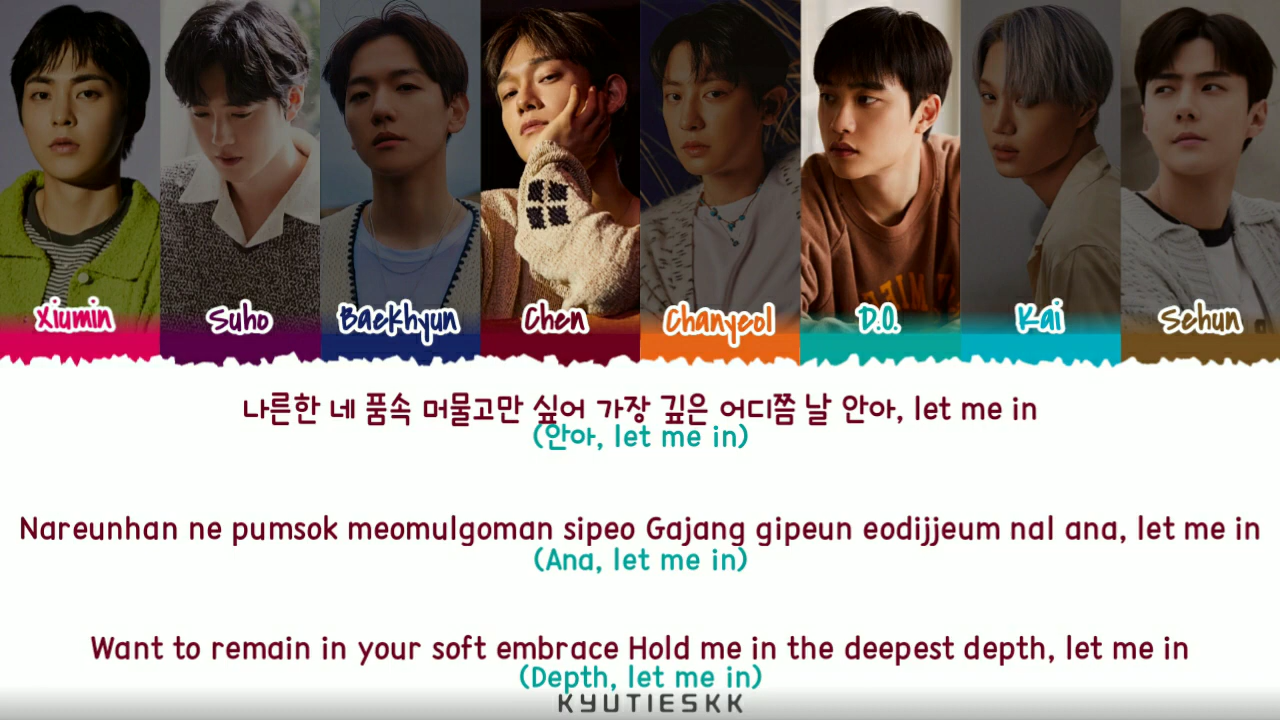 Xiumin
Suho
Baekhyun
Chen
Chanyeol
D.O.
Kai
Sehun
나른한 네 품속 머물고만 싶어 가장 깊은 어디쯤 날 안아, let me in
(안아, let me in)
Nareunhan ne pumsok meomulgoman sipeo Gajang gipeun eodijjeum nal ana, let me in
(Ana, let me in)
Want to remain in your soft embrace Hold me in the deepest depth, let me in
(Depth, let me in)
KYUTIESKK